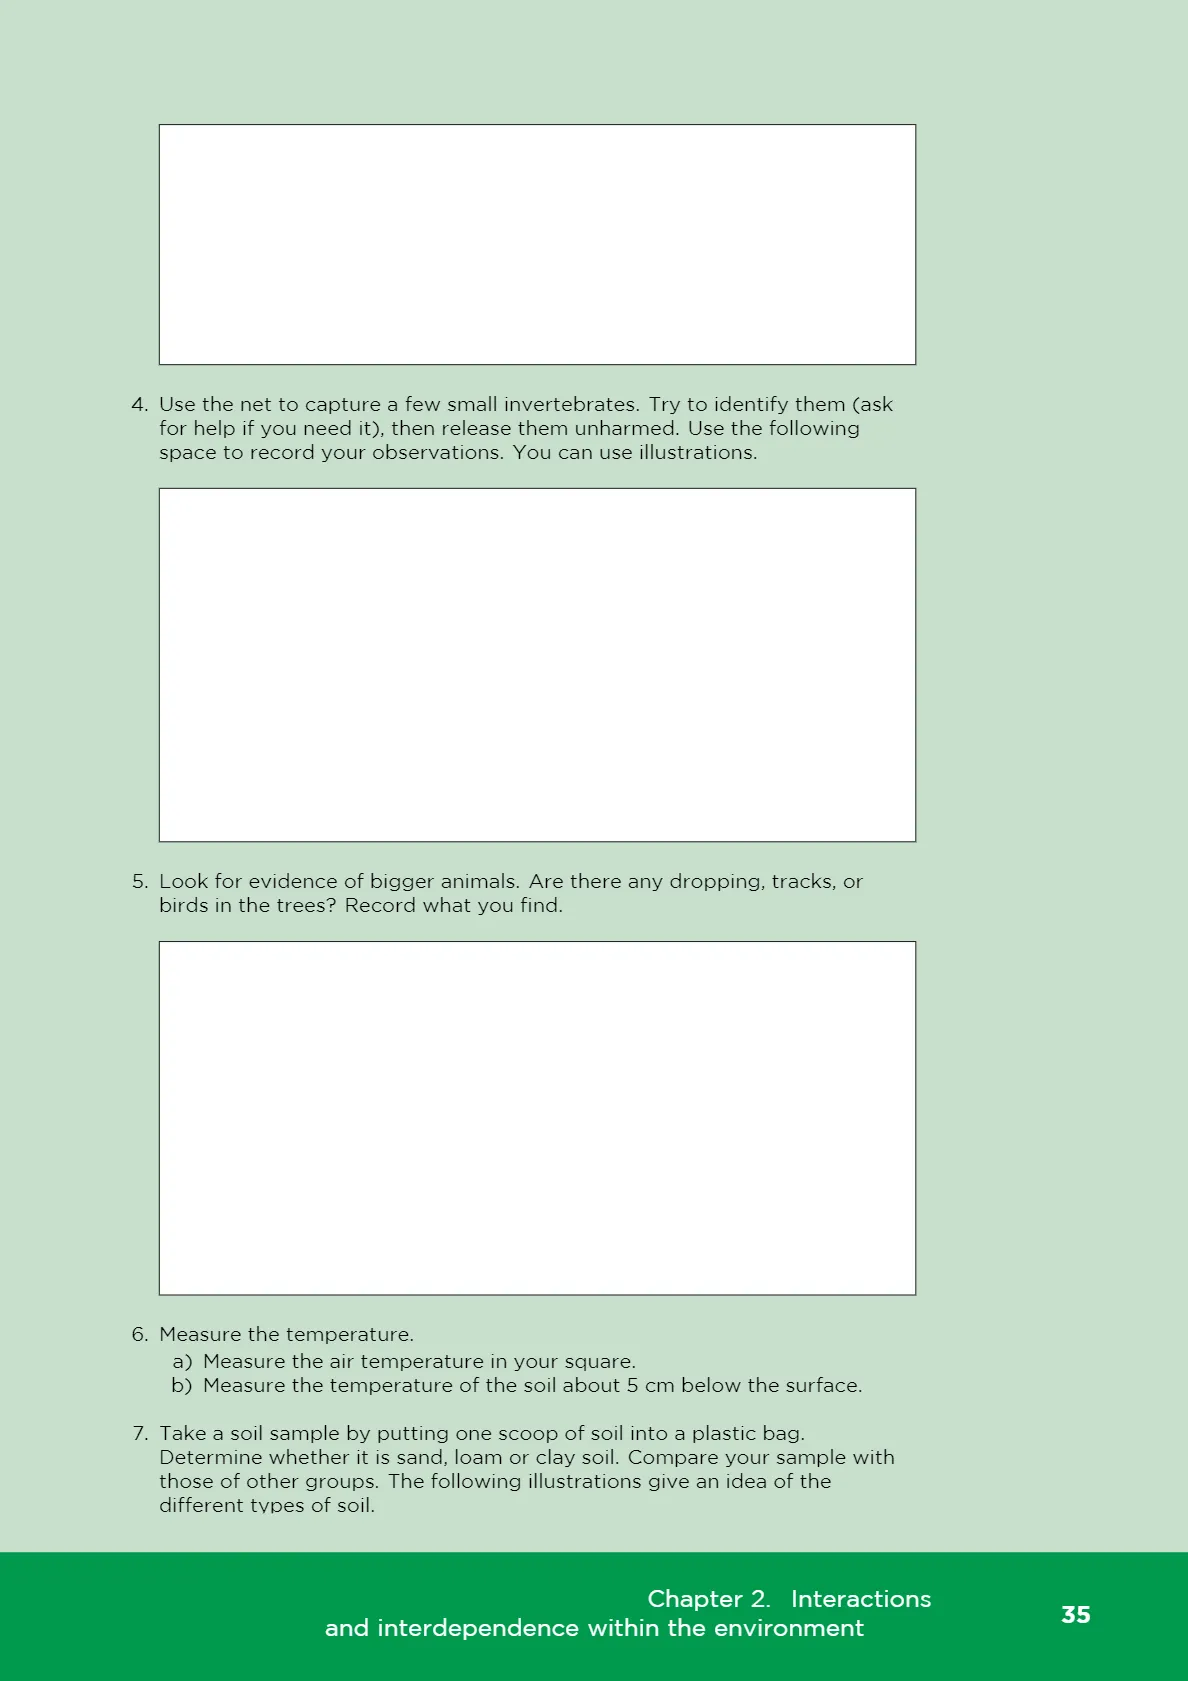 4. Use the net to capture a few small invertebrates. Try to identify them (ask
for help if you need it), then release them unharmed. Use the following
space to record your observations. You can use illustrations.
5. Look for evidence of bigger animals. Are there any dropping, tracks, or
birds in the trees? Record what you find.
6. Measure the temperature.
a) Measure the air temperature in your square.
b) Measure the temperature of the soil about 5 cm below the surface.
7. Take a soil sample by putting one scoop of soil into a plastic bag.
Determine whether it is sand, loam or clay soil. Compare your sample with
those of other groups. The following illustrations give an idea of the
different types of soil.
Chapter 2. Interactions
and interdependence within the environment
35